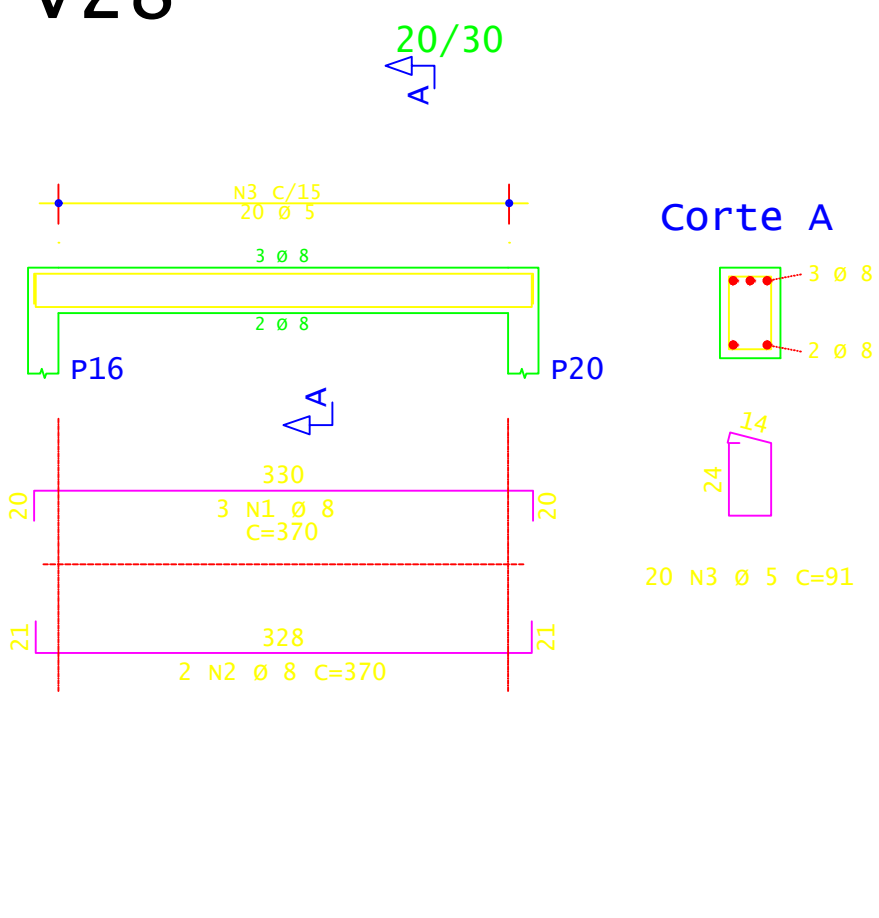 20/30
A
N3 C/15
20 Ø 5
3 Ø 8
2 Ø 8
P16
P20
A
Corte A
3 Ø 8
2 Ø 8
14
24
20 N3 Ø 5 C=91
330
20
3 N1 Ø 8
C=370
20
21
328
21
2 N2 Ø 8 C=370